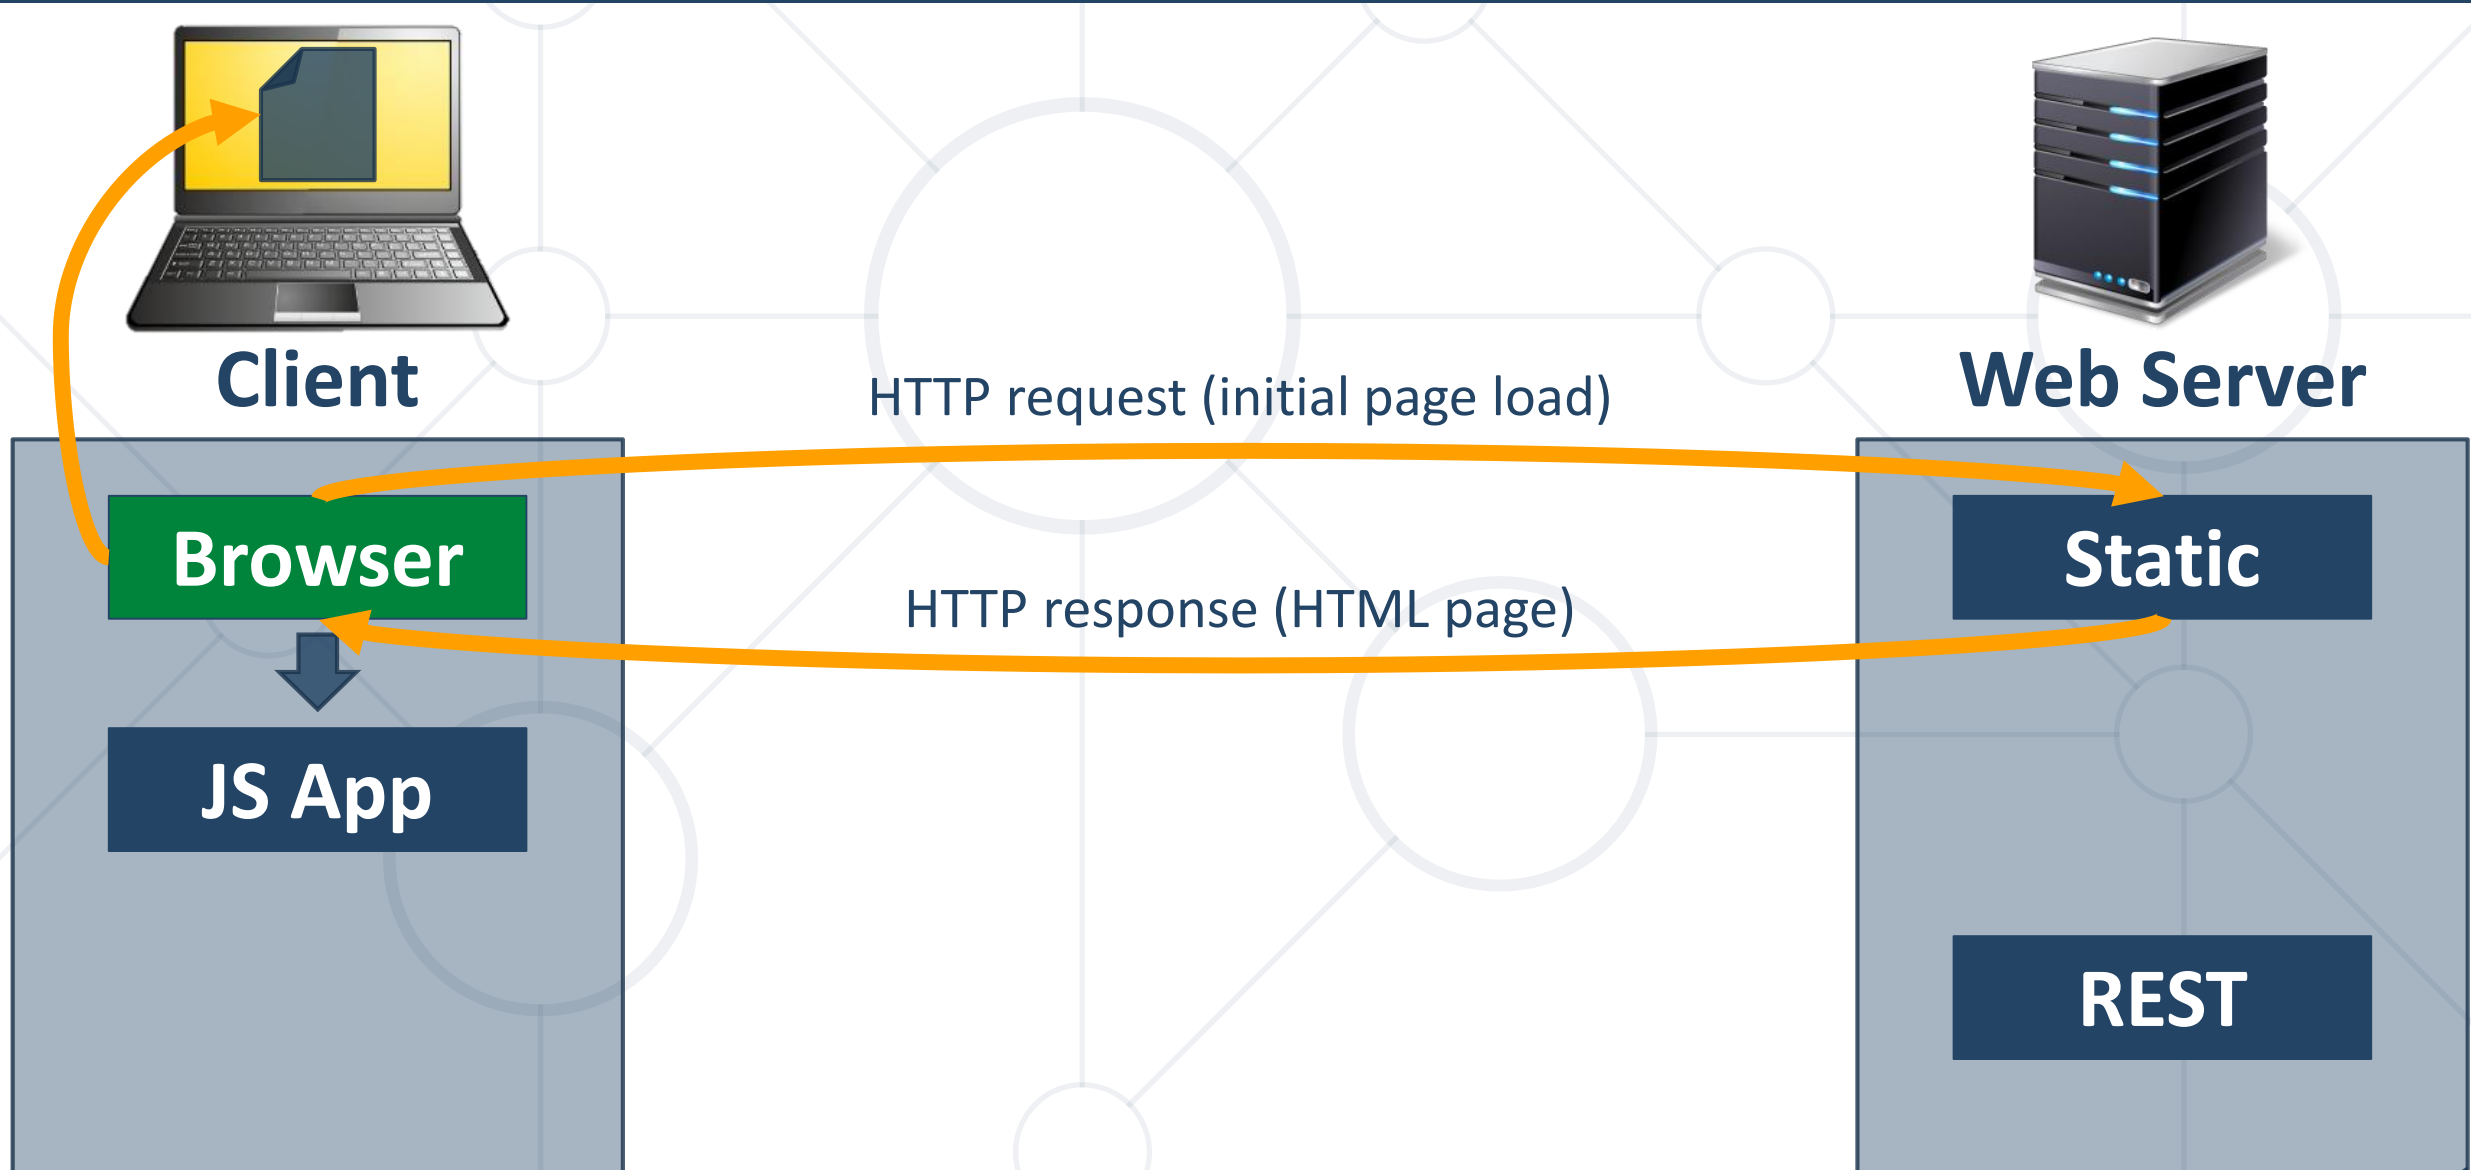 Client
Web Server
HTTP request (initial page load)
Browser
Static
HTTP response (HTML page)
JS App
REST